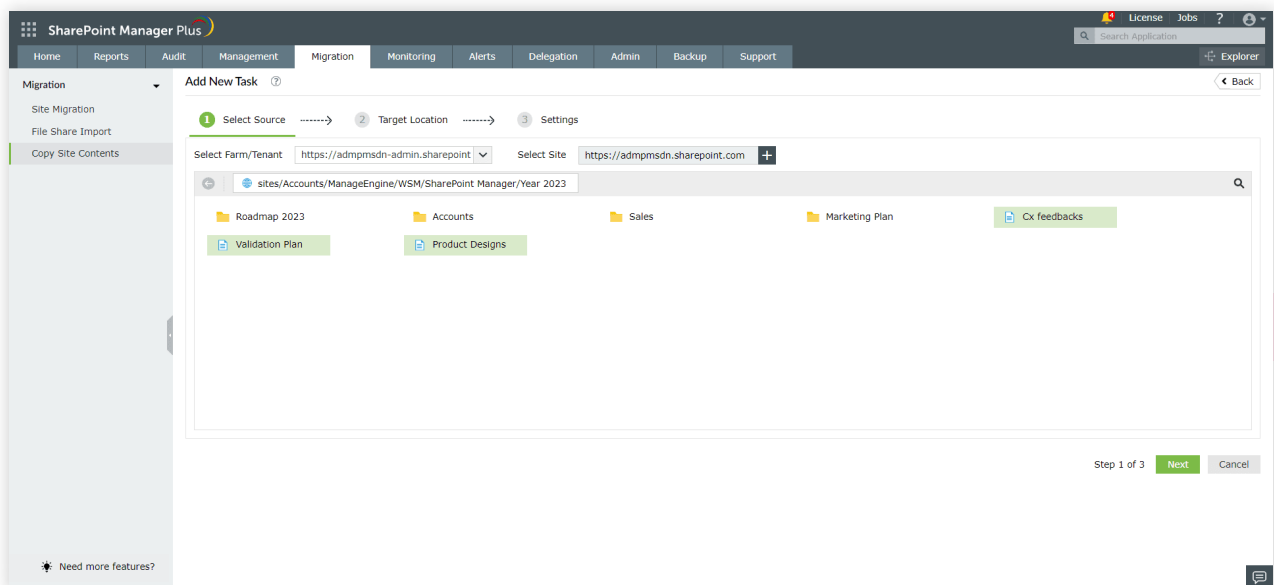 SharePoint Manager Plus
4
License Jobs ?
Search Application
Home Reports Audit Management Migration Monitoring Alerts Delegation Admin Backup Support
Explorer
Migration
Site Migration
File Share Import
Copy Site Contents
Add New Task ?
Back
1 Select Source 2 Target Location 3 Settings
Select Farm/Tenant https://admpmsdn-admin.sharepoint Select Site https://admpmsdn.sharepoint.com +
sites/Accounts/ManageEngine/WSM/SharePoint Manager/Year 2023
Roadmap 2023 Accounts Sales Marketing Plan Cx feedbacks
Validation Plan Product Designs
Step 1 of 3 Next Cancel
Need more features?